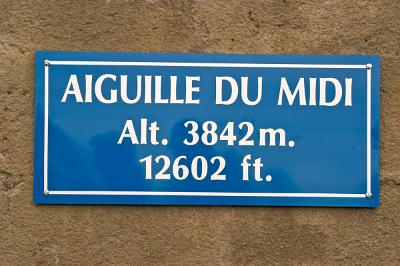 AIGUILLE DU MIDI
Alt. 3842m.
12602 ft.